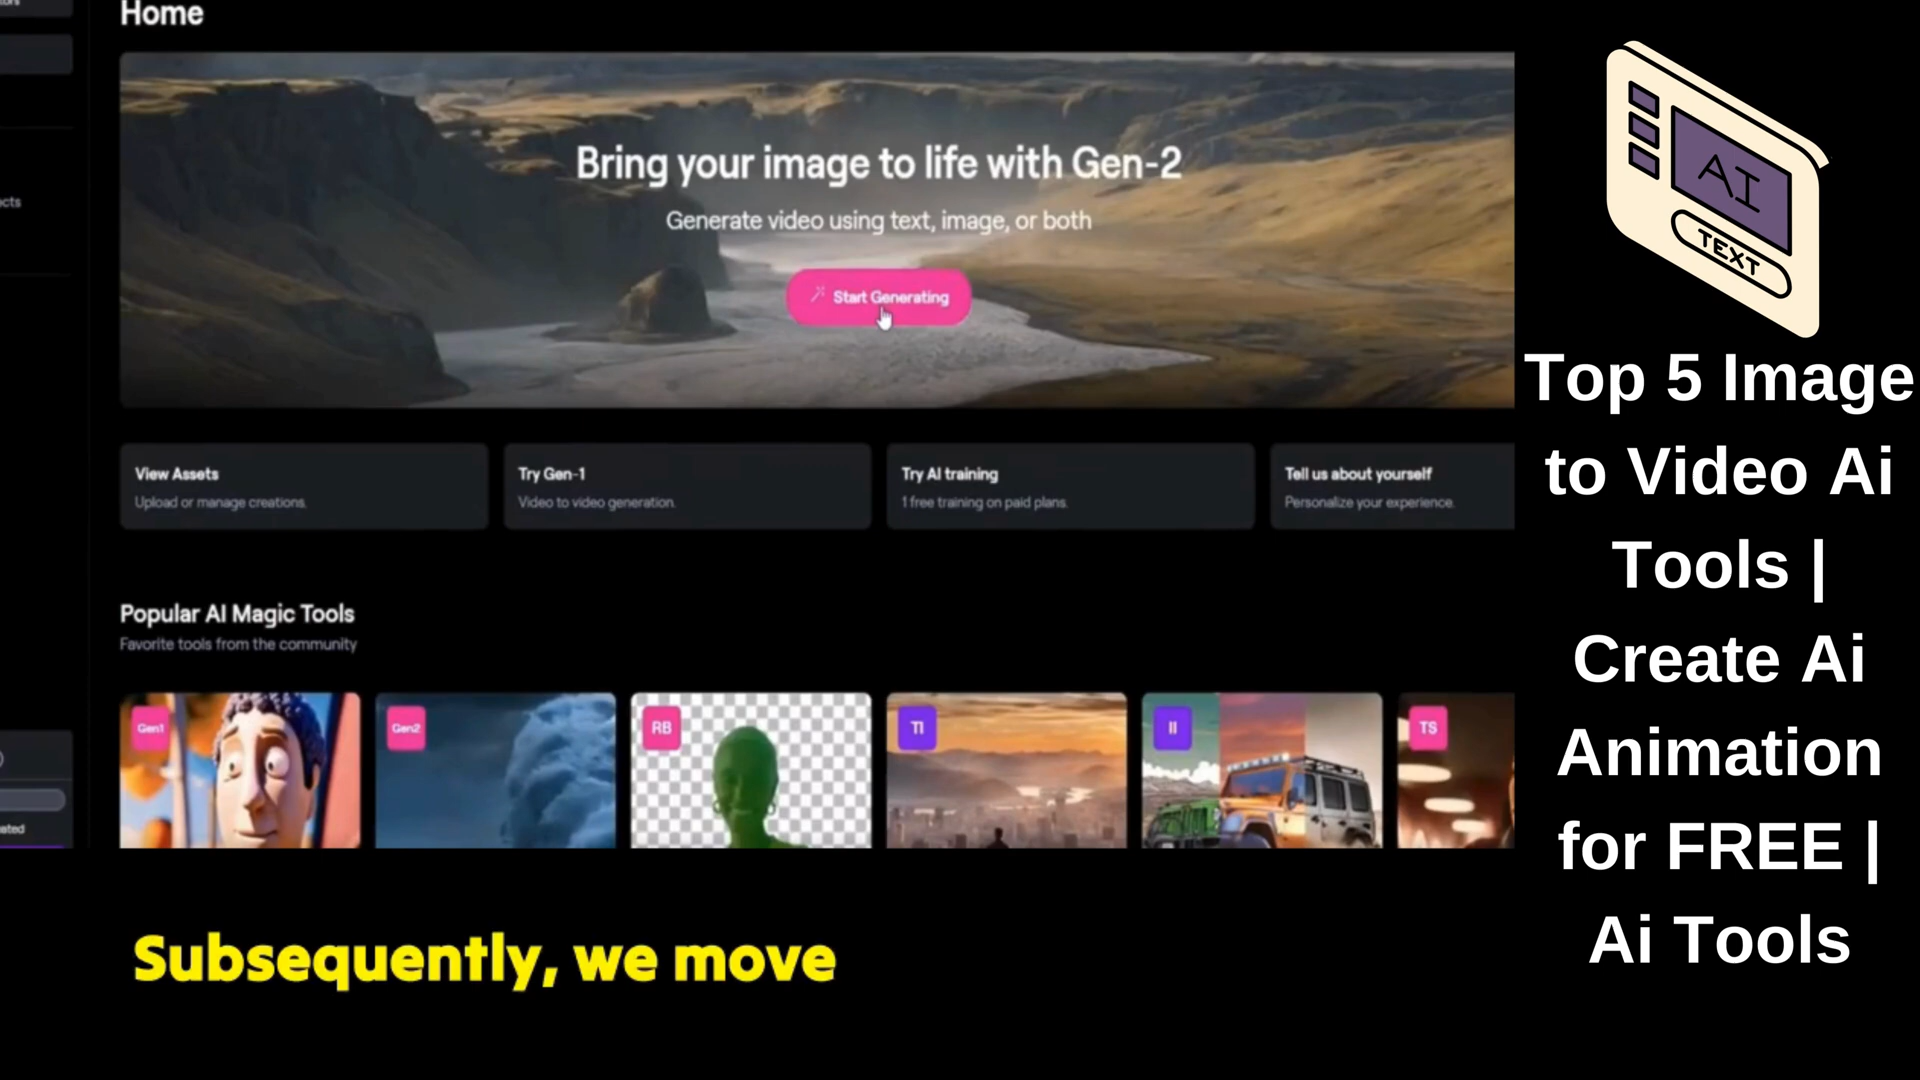 Home
Bring your image to life with Gen-2
Generate video using text, image, or both
Start Generating
View Assets
Upload or manage creations.
Try Gen-1
Video to video generation.
Try AI training
1 free training on paid plans.
Tell us about yourself
Personalize your experience.
Popular AI Magic Tools
Favorite tools from the community
Gen1
Gen2
RB
TI
II
TS
Subsequently, we move
AI
TEXT
Top 5 Image
to Video Ai
Tools |
Create Ai
Animation
for FREE |
Ai Tools